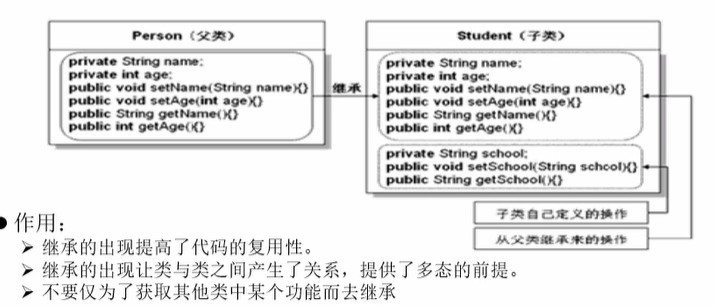 Person（父类）
private String name;
private int age;
public void setName(String name){}
public void setAge(int age){}
public String getName(){}
public int getAge(){}
继承
Student（子类）
private String name;
private int age;
public void setName(String name){}
public void setAge(int age){}
public String getName(){}
public int getAge(){}
private String school;
public void setSchool(String school){}
public String getSchool(){}
子类自己定义的操作
从父类继承来的操作
● 作用：
➢ 继承的出现提高了代码的复用性。
➢ 继承的出现让类与类之间产生了关系，提供了多态的前提。
➢ 不要仅为了获取其他类中某个功能而去继承